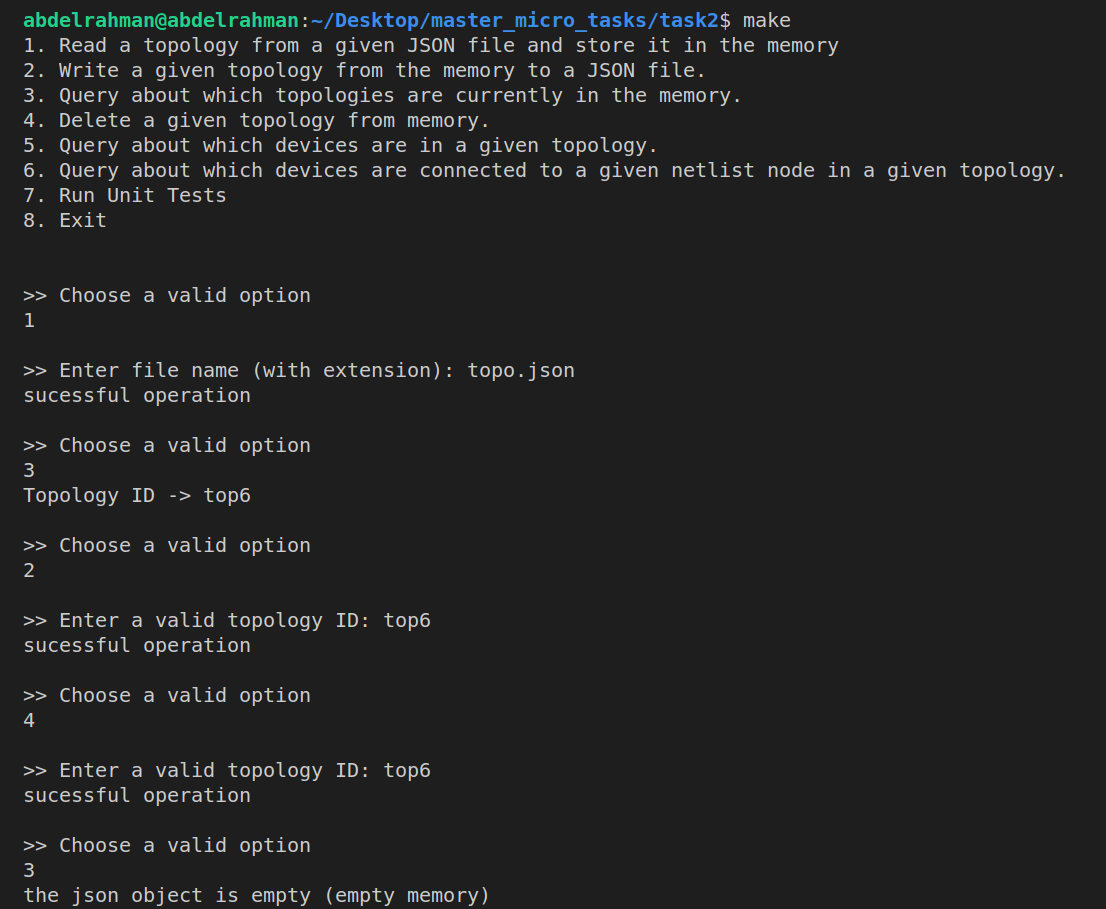 abdelrahman@abdelrahman:~/Desktop/master_micro_tasks/task2$ make
1. Read a topology from a given JSON file and store it in the memory
2. Write a given topology from the memory to a JSON file.
3. Query about which topologies are currently in the memory.
4. Delete a given topology from memory.
5. Query about which devices are in a given topology.
6. Query about which devices are connected to a given netlist node in a given topology.
7. Run Unit Tests
8. Exit
>> Choose a valid option
1
>> Enter file name (with extension): topo.json
sucessful operation
>> Choose a valid option
3
Topology ID -> top6
>> Choose a valid option
2
>> Enter a valid topology ID: top6
sucessful operation
>> Choose a valid option
4
>> Enter a valid topology ID: top6
sucessful operation
>> Choose a valid option
3
the json object is empty (empty memory)